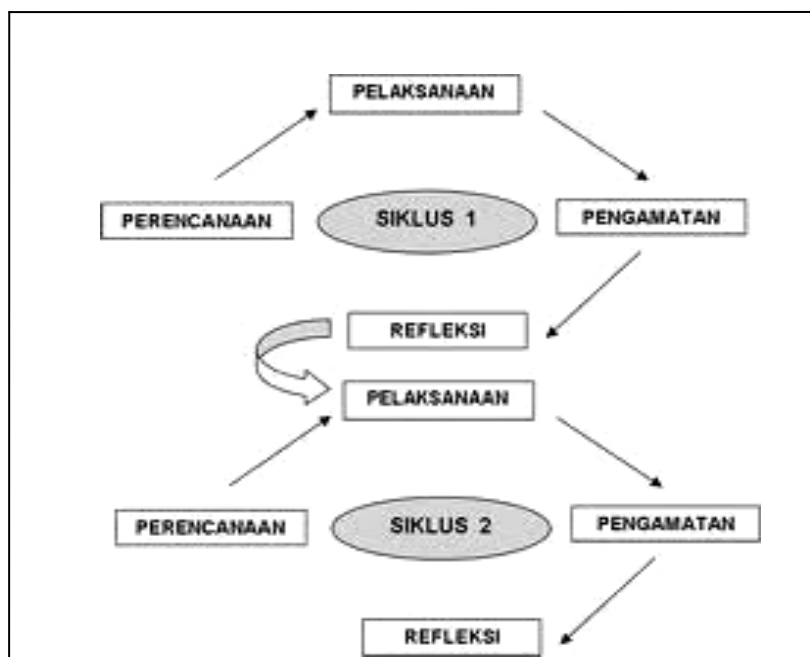 PELAKSANAAN
PERENCANAAN
SIKLUS 1
PENGAMATAN
REFLEKSI
PELAKSANAAN
PERENCANAAN
SIKLUS 2
PENGAMATAN
REFLEKSI